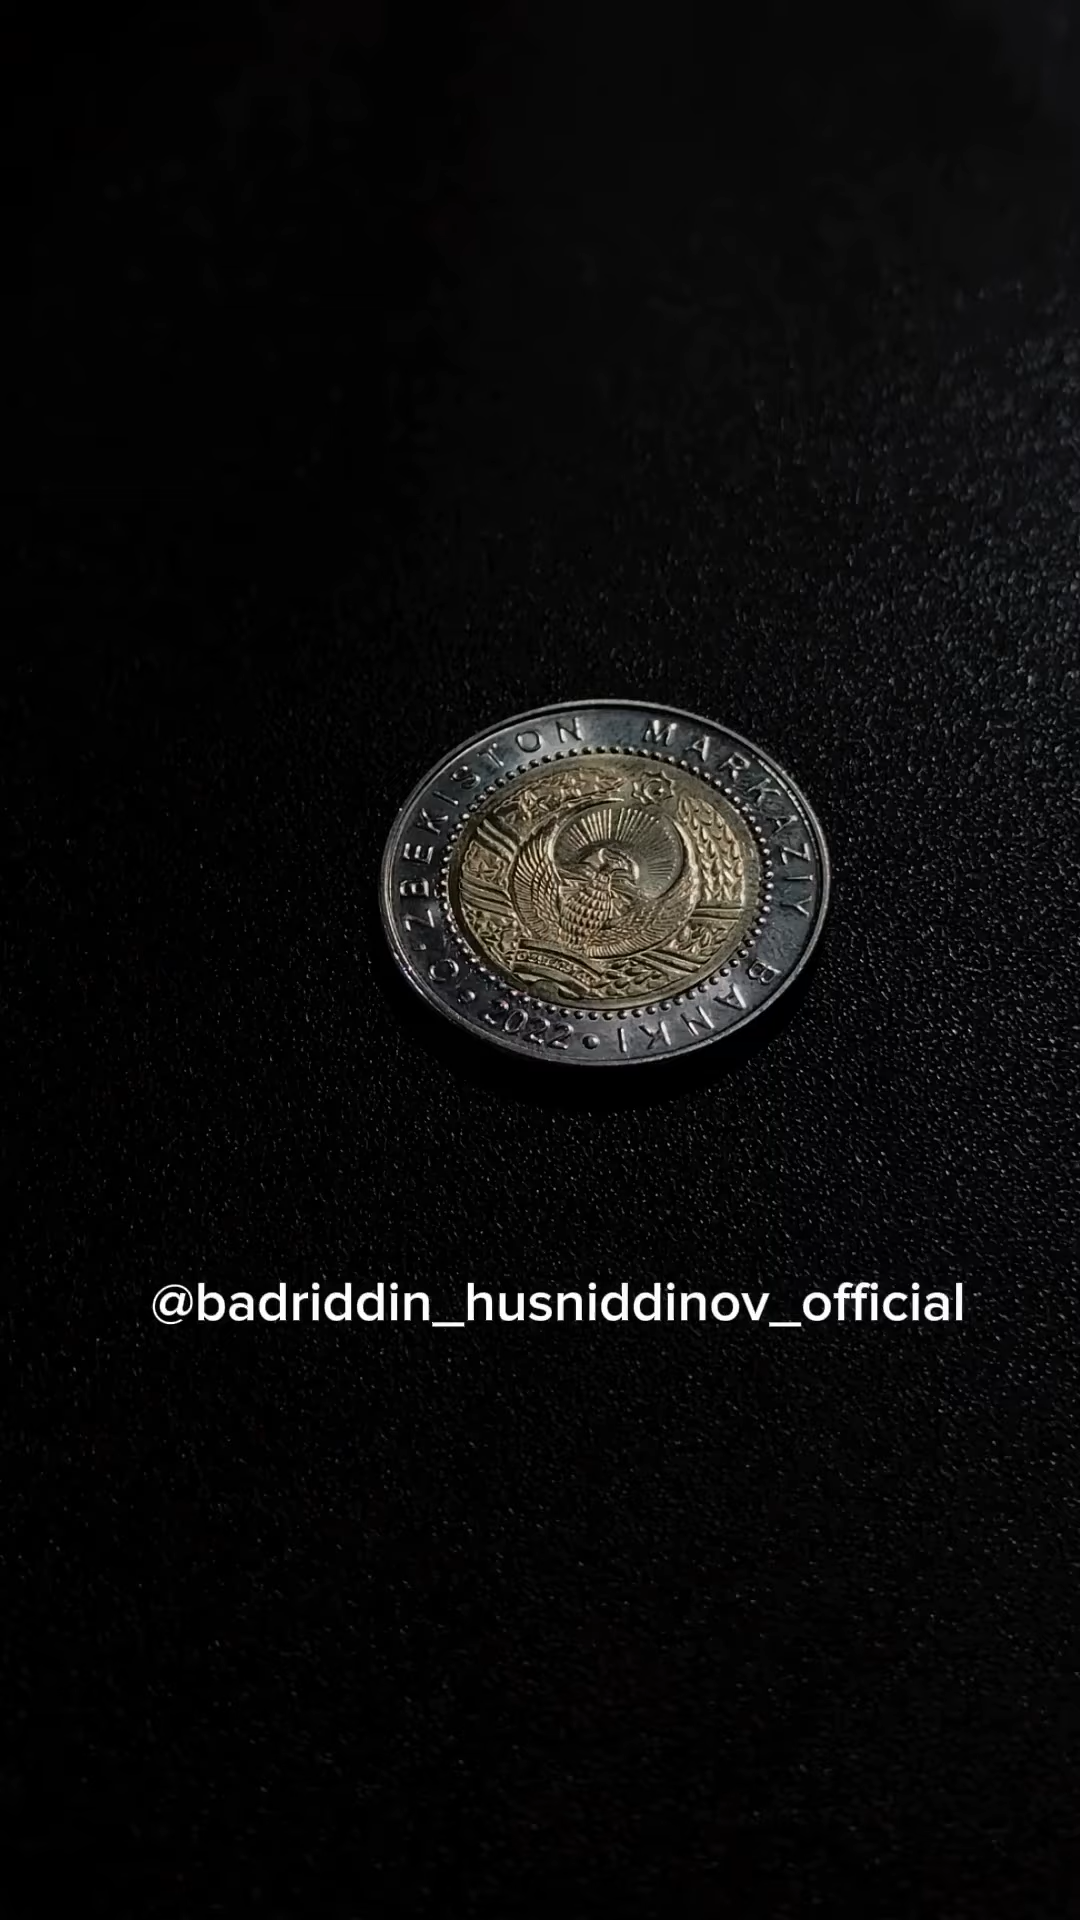 O‘ZBEKISTON MARKAZIY BANKI
• 2022 •
@badriddin_husniddinov_official